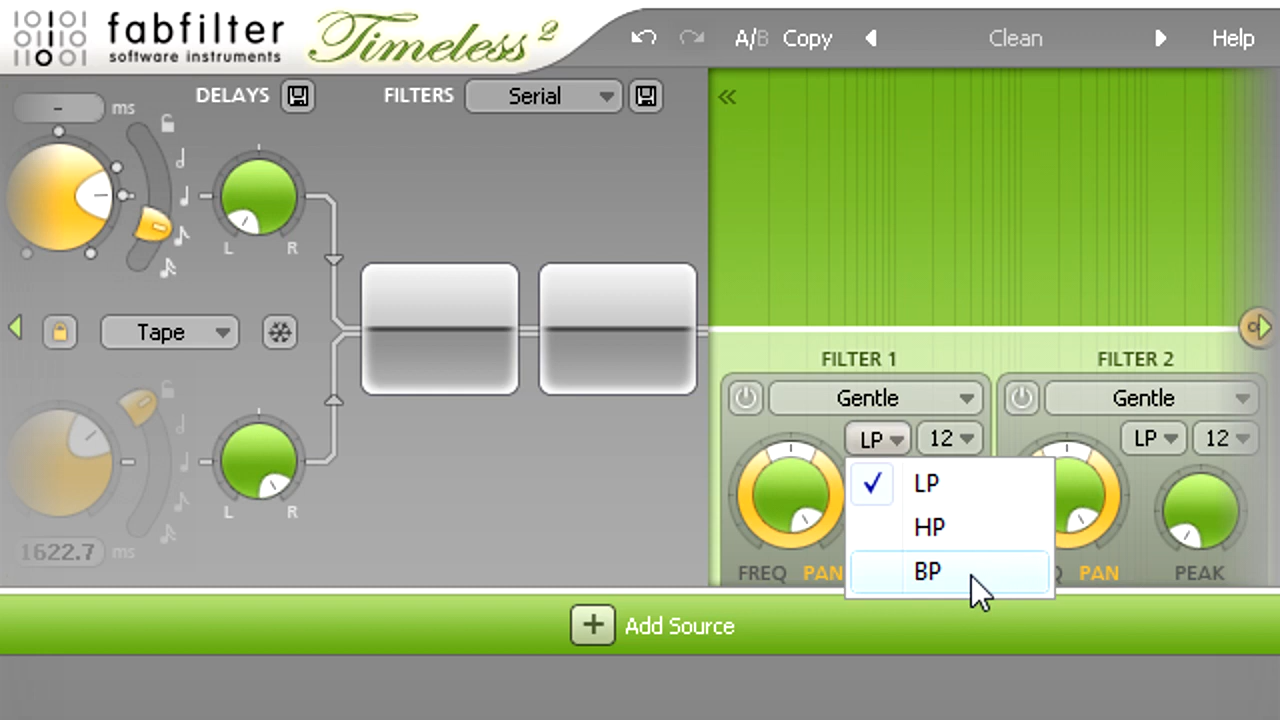 fabfilter
software instruments
Timeless 2
A/B Copy Clean Help
- ms
DELAYS
FILTERS Serial
L R
Tape
FILTER 1 FILTER 2
Gentle Gentle
LP 12 LP 12
LP
HP
BP
L R
1622.7 ms
FREQ PAN PAN PEAK
+ Add Source